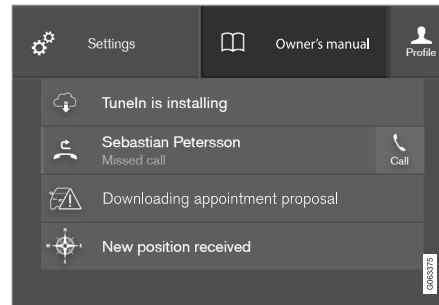 Settings
Owner's manual
Profile
TuneIn is installing
Sebastian Petersson
Missed call
Call
Downloading appointment proposal
N
W
E
S
New position received
G063375